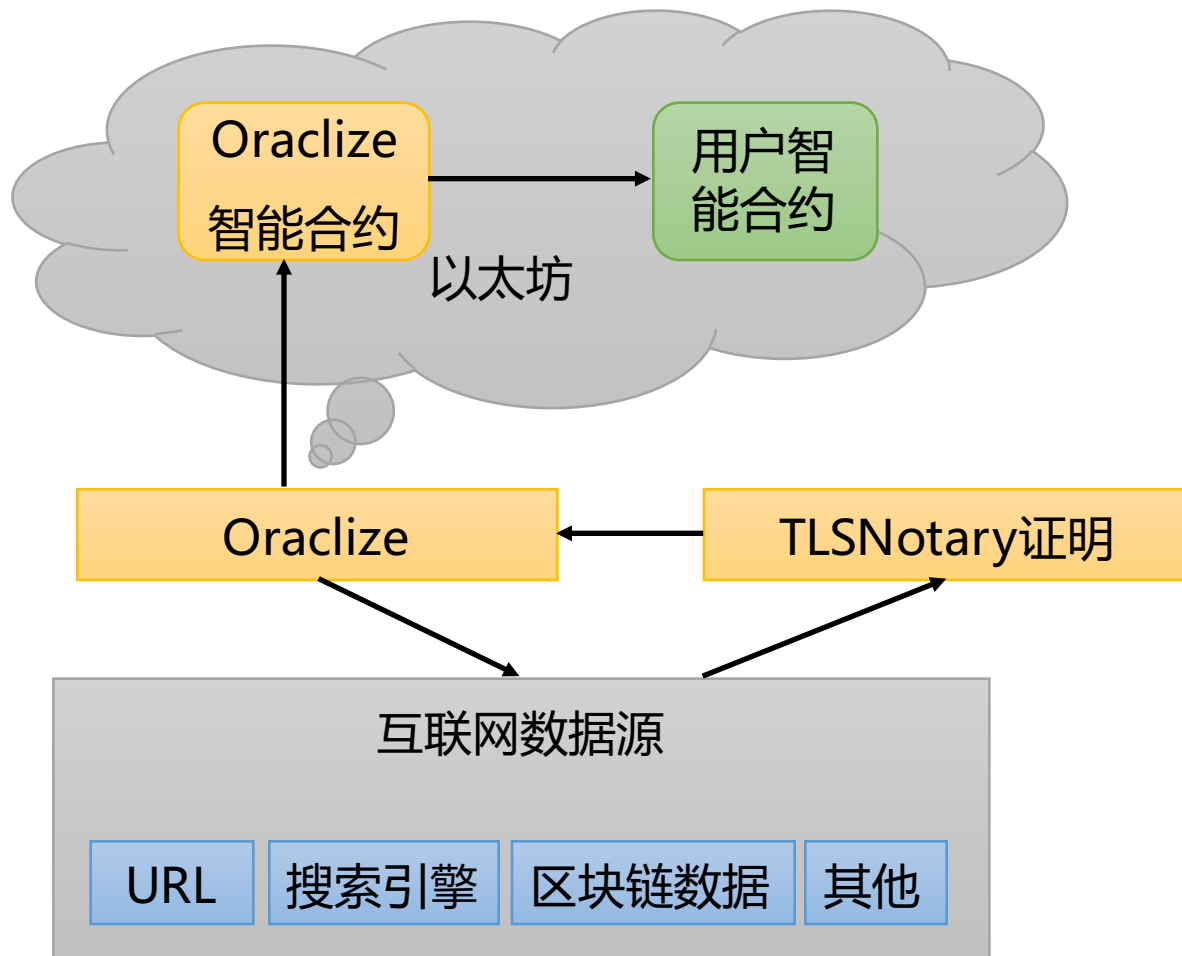 Oraclize
智能合约
用户智
能合约
以太坊
Oraclize
TLSNotary证明
互联网数据源
URL
搜索引擎
区块链数据
其他